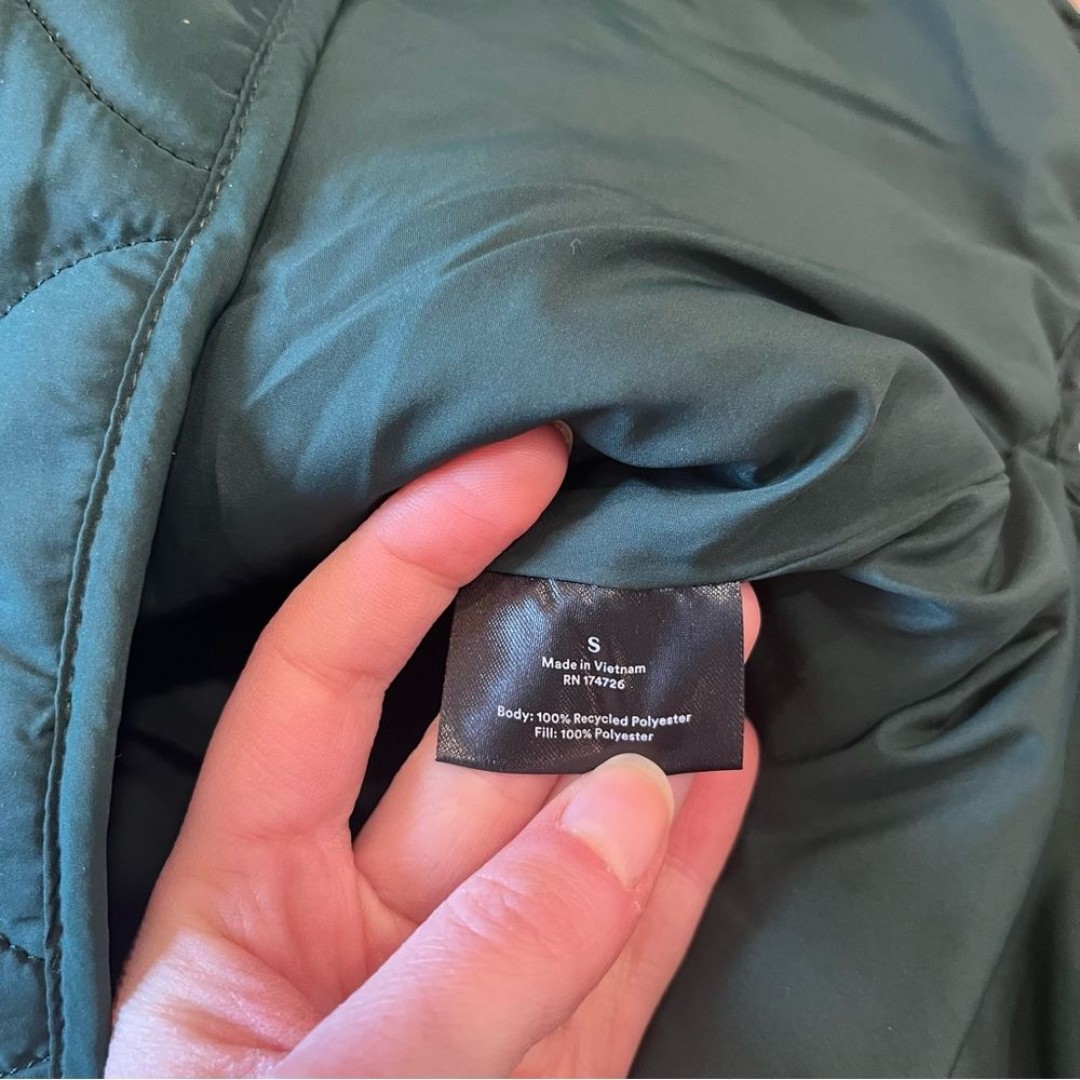 S
Made in Vietnam
RN 174726
Body: 100% Recycled Polyester
Fill: 100% Polyester